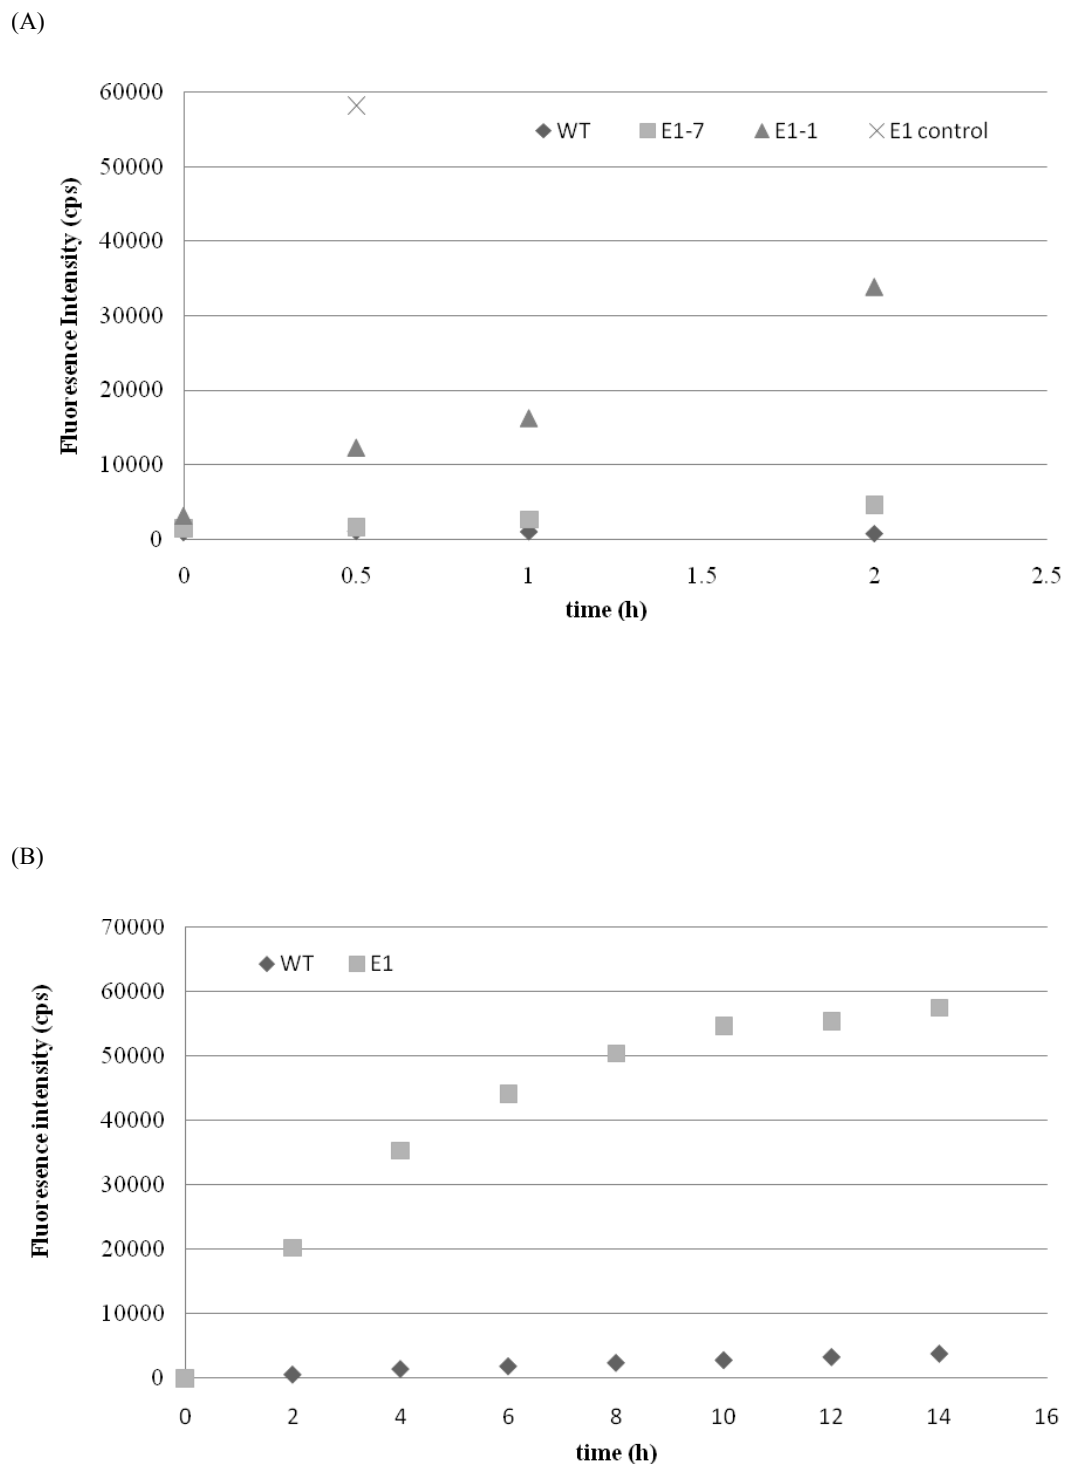 (A)
60000
WT E1-7 E1-1 E1 control
50000
40000
30000
20000
10000
0
Fluoresence Intensity (cps)
0 0.5 1 1.5 2 2.5
time (h)
(B)
70000
WT E1
60000
50000
40000
30000
20000
10000
0
Fluoresence intensity (cps)
0 2 4 6 8 10 12 14 16
time (h)